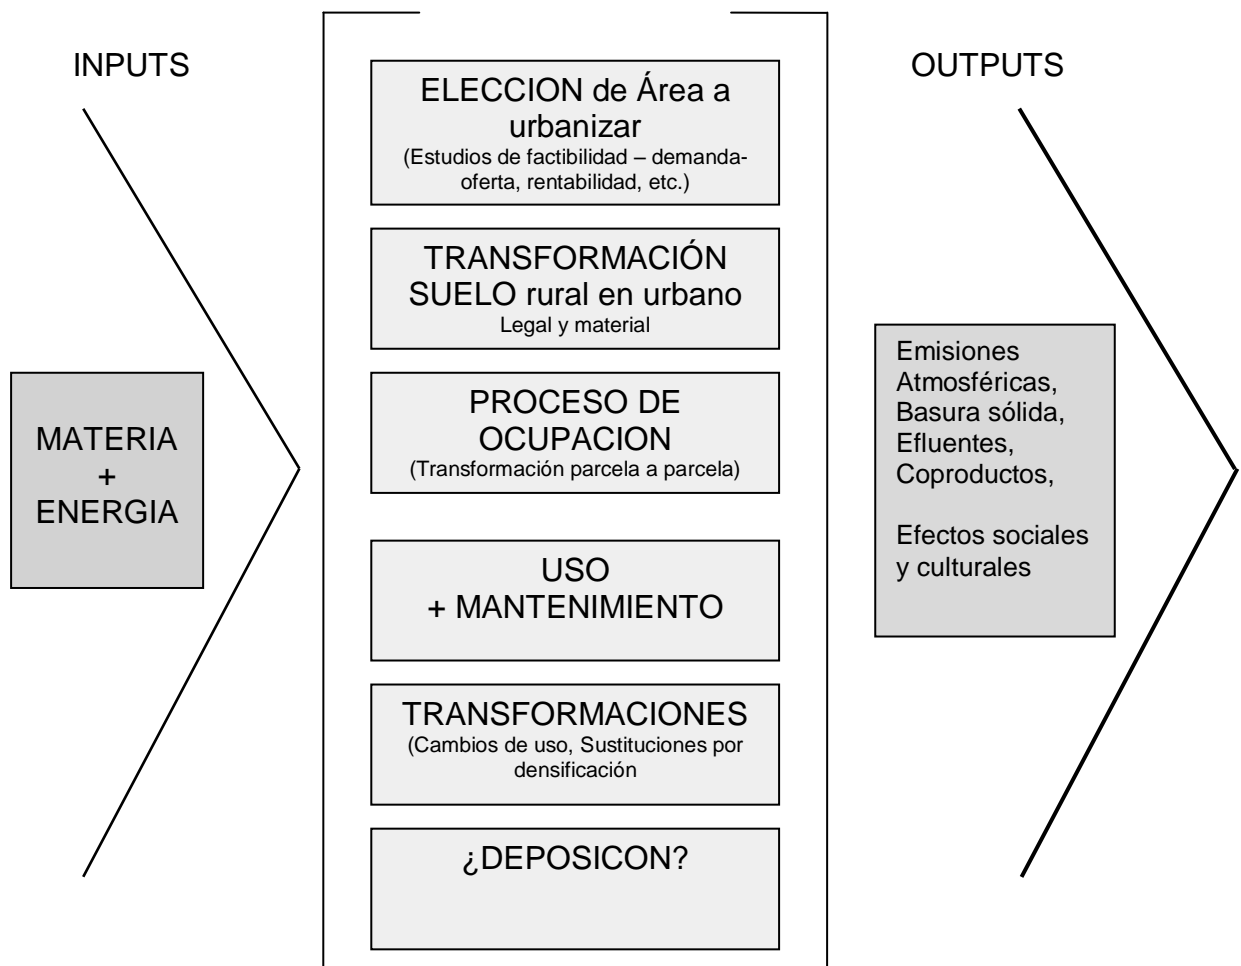 INPUTS
MATERIA
+
ENERGIA
ELECCION de Área a
urbanizar
(Estudios de factibilidad – demanda-
oferta, rentabilidad, etc.)
TRANSFORMACIÓN
SUELO rural en urbano
Legal y material
PROCESO DE
OCUPACION
(Transformación parcela a parcela)
USO
+ MANTENIMIENTO
TRANSFORMACIONES
(Cambios de uso, Sustituciones por
densificación
¿DEPOSICON?
OUTPUTS
Emisiones
Atmosféricas,
Basura sólida,
Efluentes,
Coproductos,
Efectos sociales
y culturales